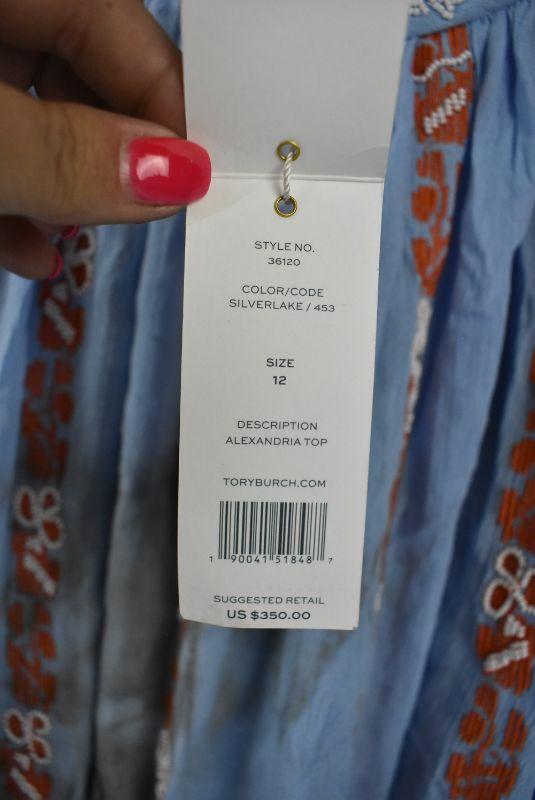 STYLE NO.
36120
COLOR/CODE
SILVERLAKE / 453
SIZE
12
DESCRIPTION
ALEXANDRIA TOP
TORYBURCH.COM
1 90041 51848 7
SUGGESTED RETAIL
US $350.00